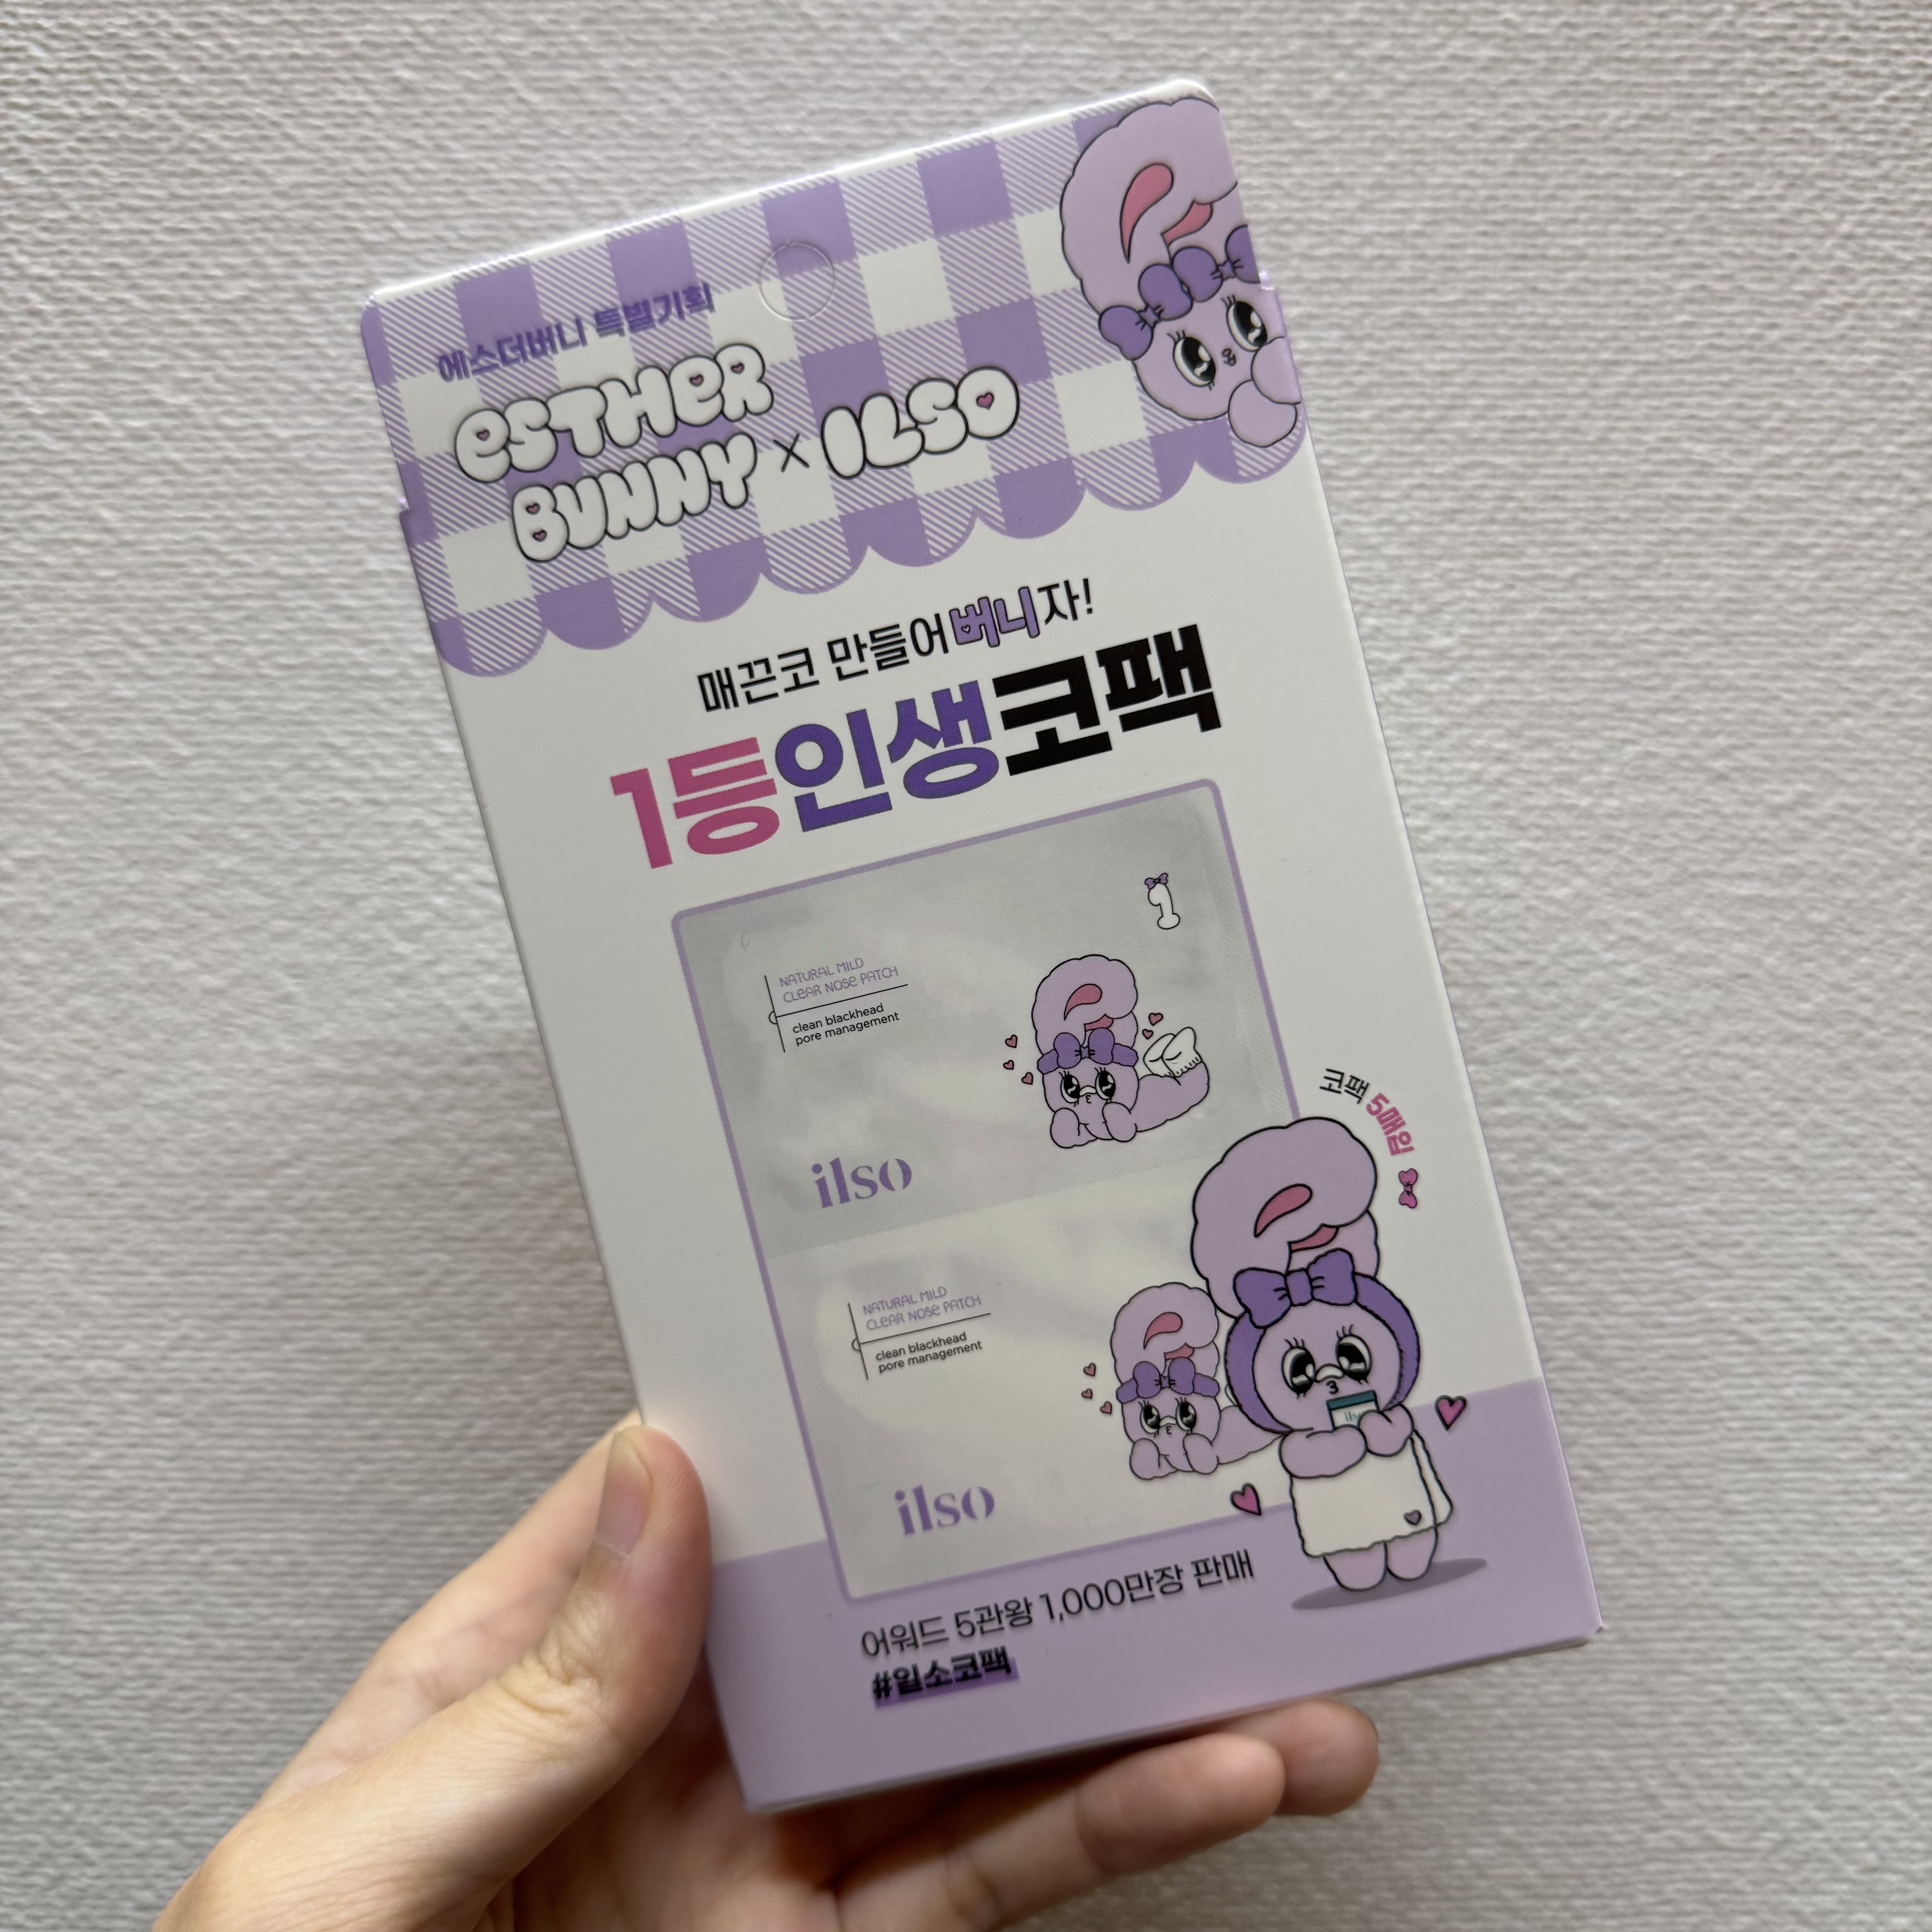 에스더버니 특별기획
ESTHER
BUNNY × ILSO
매끈코 만들어버니자!
1등인생코팩
1
NATURAL MILD
CLEAR NOSE PATCH
clean blackhead
pore management
ilso
코팩 5매입
NATURAL MILD
CLEAR NOSE PATCH
clean blackhead
pore management
ilso
ilso
어워드 5관왕 1,000만장 판매
#일소코팩